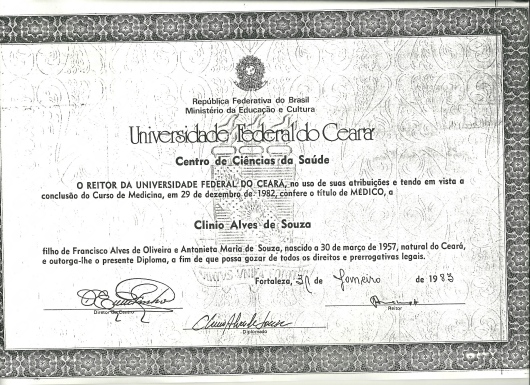 República Federativa do Brasil
Ministério da Educação e Cultura
Universidade Federal do Ceará
Centro de Ciências da Saúde
O REITOR DA UNIVERSIDADE FEDERAL DO CEARÁ, no uso de suas atribuições e tendo em vista a
conclusão do Curso de Medicina, em 29 de dezembro de 1982, confere o título de MÉDICO, a
Clinio Alves de Souza
filho de Francisco Alves de Oliveira e Antonieta Maria de Souza, nascido a 30 de março de 1957, natural do Ceará,
e outorga-lhe o presente Diploma, a fim de que possa gozar de todos os direitos e prerrogativas legais.
Fortaleza, de Janeiro de 1983
Diretor do Centro
Reitor
Clinio Alves de Souza
Diplomado